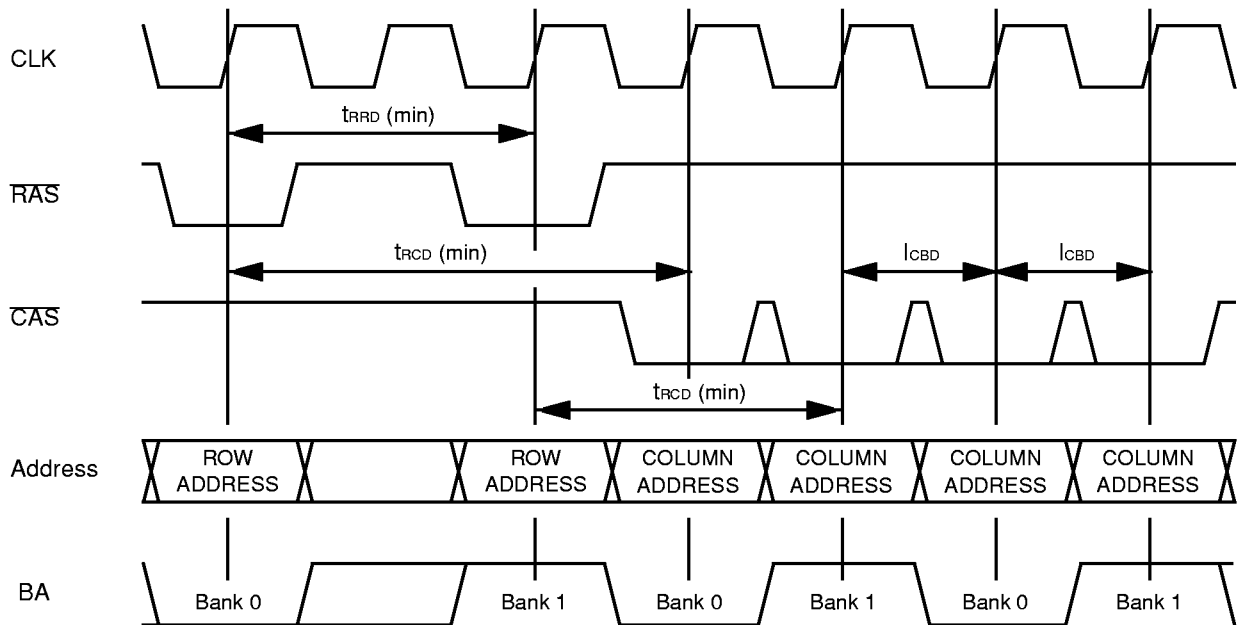 CLK
tRRD (min)
RAS
tRCD (min)
ICBD
ICBD
CAS
tRCD (min)
Address
ROW ADDRESS
ROW ADDRESS
COLUMN ADDRESS
COLUMN ADDRESS
COLUMN ADDRESS
COLUMN ADDRESS
BA
Bank 0
Bank 1
Bank 0
Bank 1
Bank 0
Bank 1